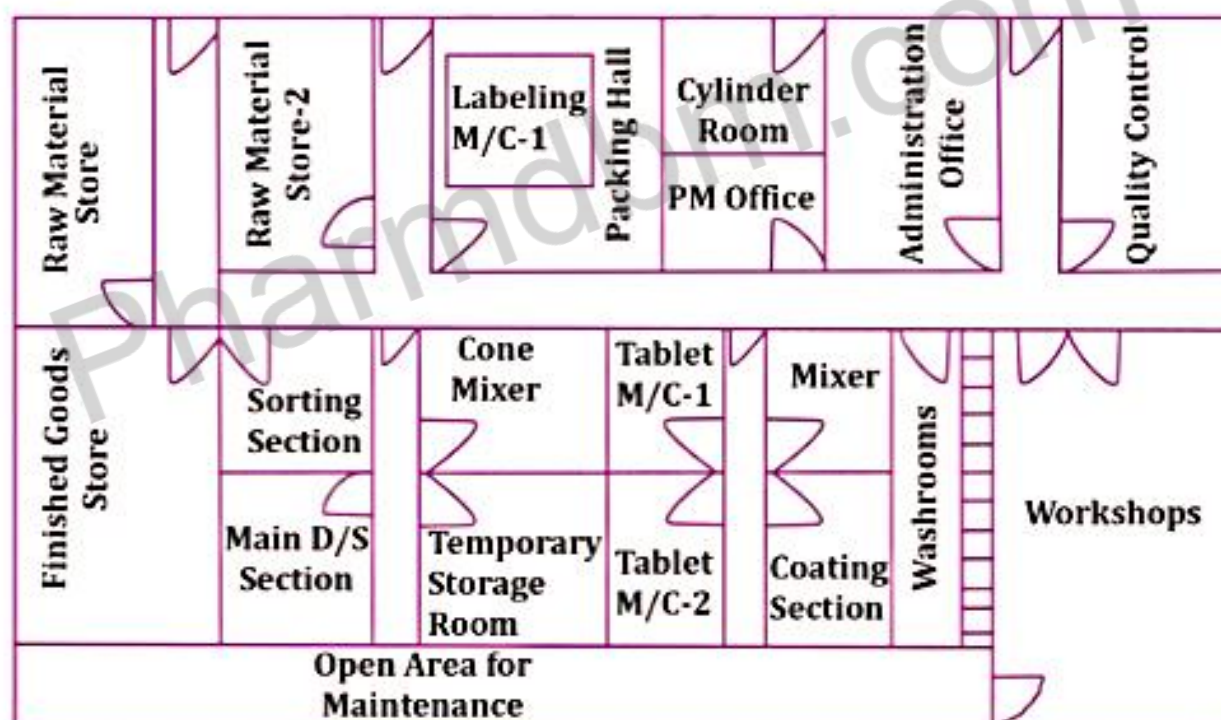 Raw Material
Store
Raw Material
Store-2
Labeling
M/C-1
Packing Hall
Cylinder
Room
PM Office
Administration
Office
Quality Control
Finished Goods
Store
Sorting
Section
Main D/S
Section
Cone
Mixer
Temporary
Storage
Room
Tablet
M/C-1
Tablet
M/C-2
Mixer
Coating
Section
Washrooms
Workshops
Open Area for
Maintenance
Pharmdbm.com